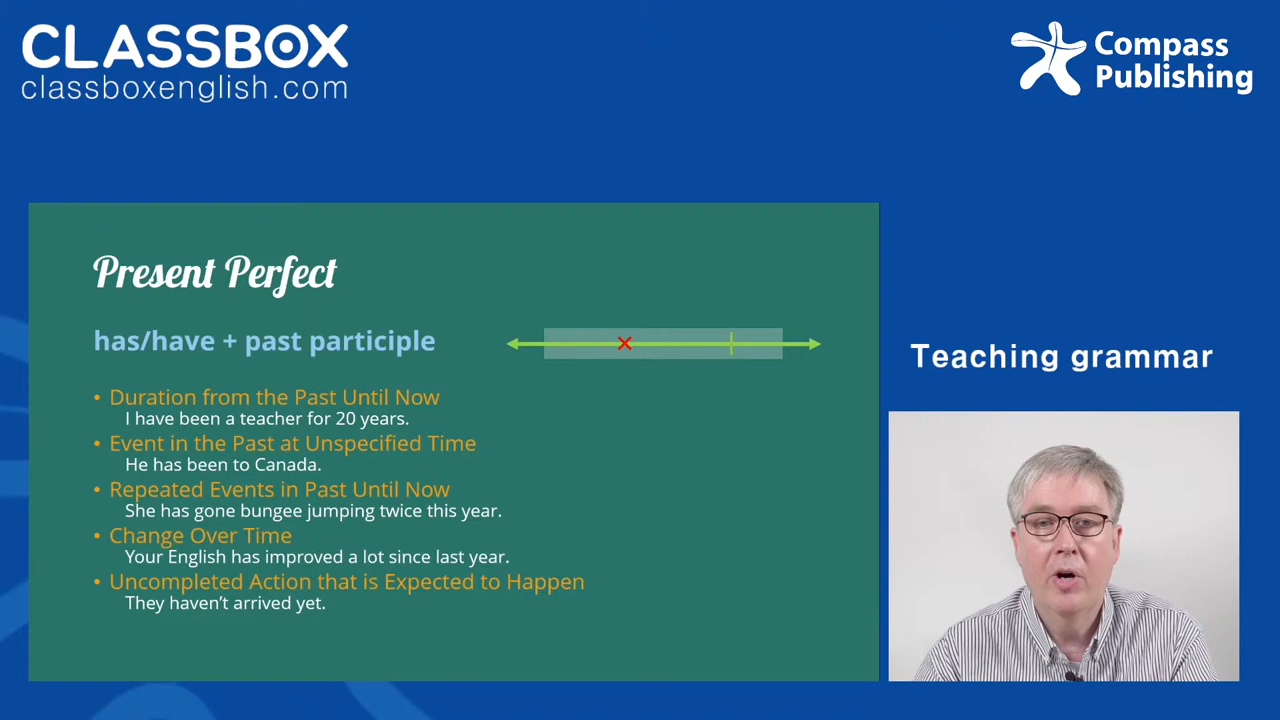 CLASSBOX
classboxenglish.com
Compass
Publishing
Present Perfect
has/have + past participle
• Duration from the Past Until Now
I have been a teacher for 20 years.
• Event in the Past at Unspecified Time
He has been to Canada.
• Repeated Events in Past Until Now
She has gone bungee jumping twice this year.
• Change Over Time
Your English has improved a lot since last year.
• Uncompleted Action that is Expected to Happen
They haven’t arrived yet.
Teaching grammar